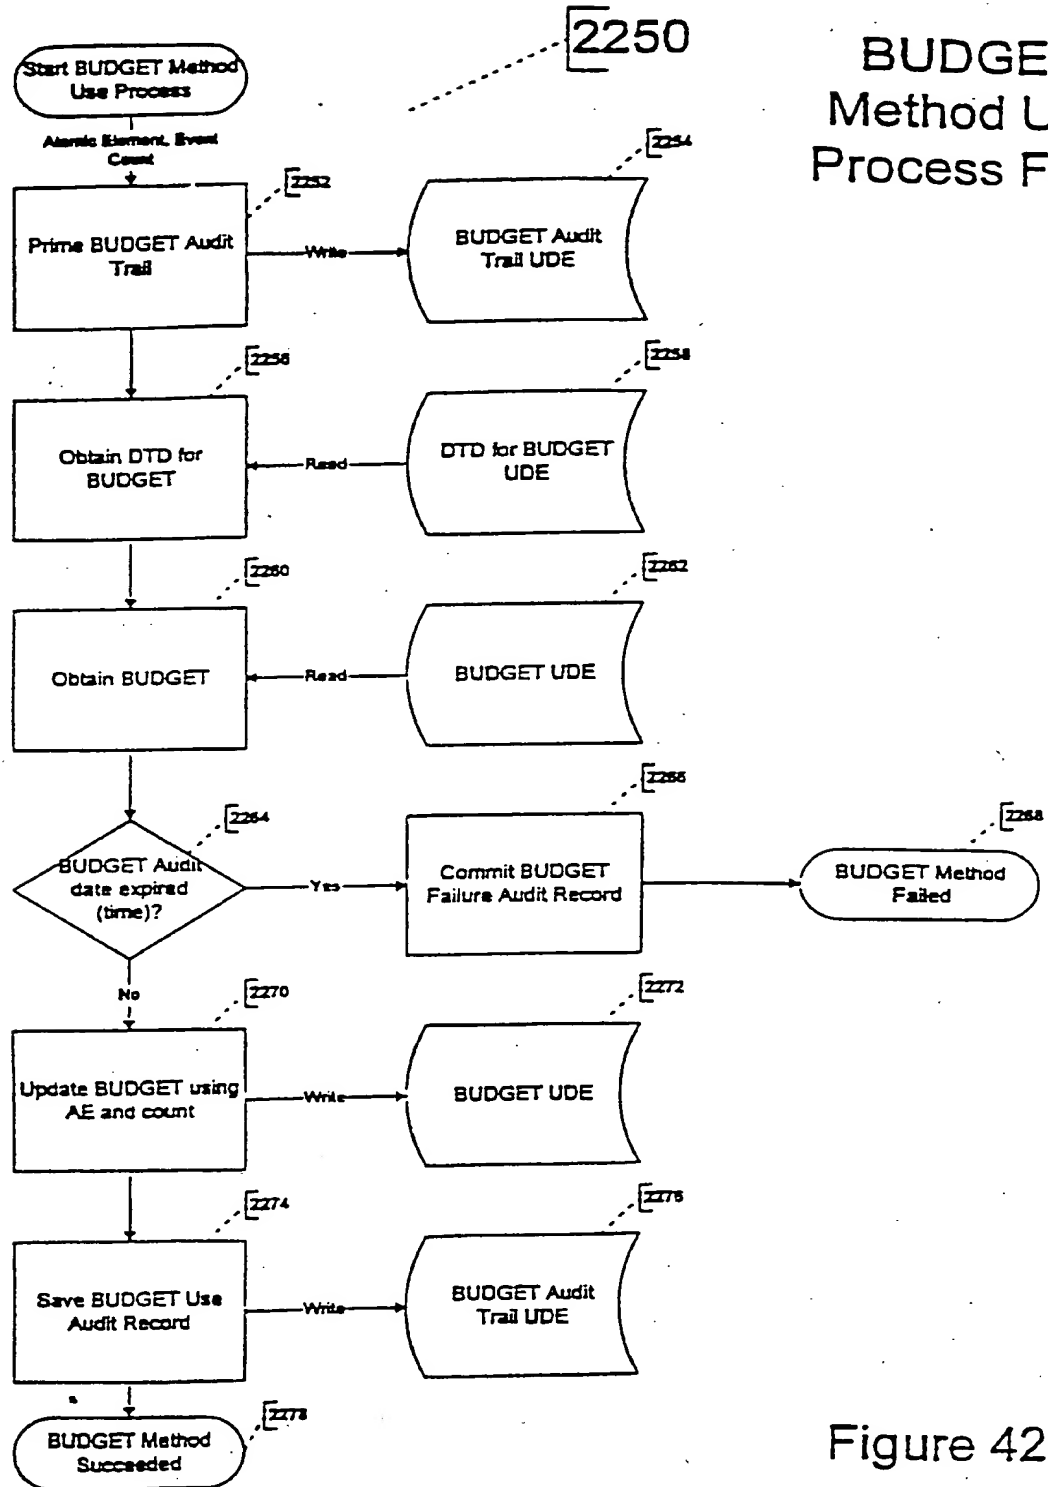 2250
BUDGE
Method U
Process F
Start BUDGET Method
Use Process
Atomic Element, Event
Count
2252
2254
Prime BUDGET Audit
Trail
Write
BUDGET Audit
Trail UDE
2256
2258
Obtain DTD for
BUDGET
Read
DTD for BUDGET
UDE
2260
2262
Obtain BUDGET
Read
BUDGET UDE
2264
2266
2268
BUDGET Audit
date expired
(time)?
Yes
Commit BUDGET
Failure Audit Record
BUDGET Method
Failed
No
2270
2272
Update BUDGET using
AE and count
Write
BUDGET UDE
2274
2276
Save BUDGET Use
Audit Record
Write
BUDGET Audit
Trail UDE
2278
BUDGET Method
Succeeded
Figure 42